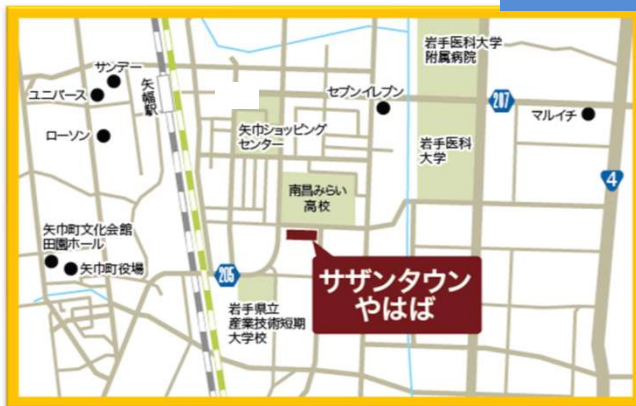 サンデー
ユニバース
ローソン
矢幅駅
セブンイレブン
矢巾ショッピング
センター
岩手医科大学
附属病院
207
マルイチ
岩手医科
大学
4
南昌みらい
高校
矢巾町文化会館
田園ホール
矢巾町役場
205
岩手県立
産業技術短期
大学校
サザンタウン
やはば